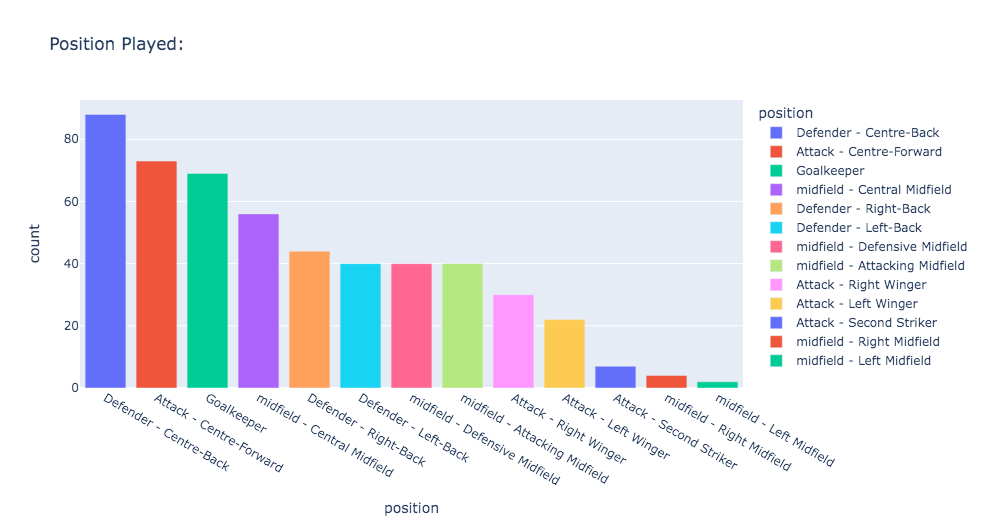 Position Played:
80
60
40
20
0
count
Defender - Centre-Back
Attack - Centre-Forward
Goalkeeper
midfield - Central Midfield
Defender - Right-Back
Defender - Left-Back
midfield - Defensive Midfield
midfield - Attacking Midfield
Attack - Right Winger
Attack - Left Winger
Attack - Second Striker
midfield - Right Midfield
midfield - Left Midfield
position
position
Defender - Centre-Back
Attack - Centre-Forward
Goalkeeper
midfield - Central Midfield
Defender - Right-Back
Defender - Left-Back
midfield - Defensive Midfield
midfield - Attacking Midfield
Attack - Right Winger
Attack - Left Winger
Attack - Second Striker
midfield - Right Midfield
midfield - Left Midfield